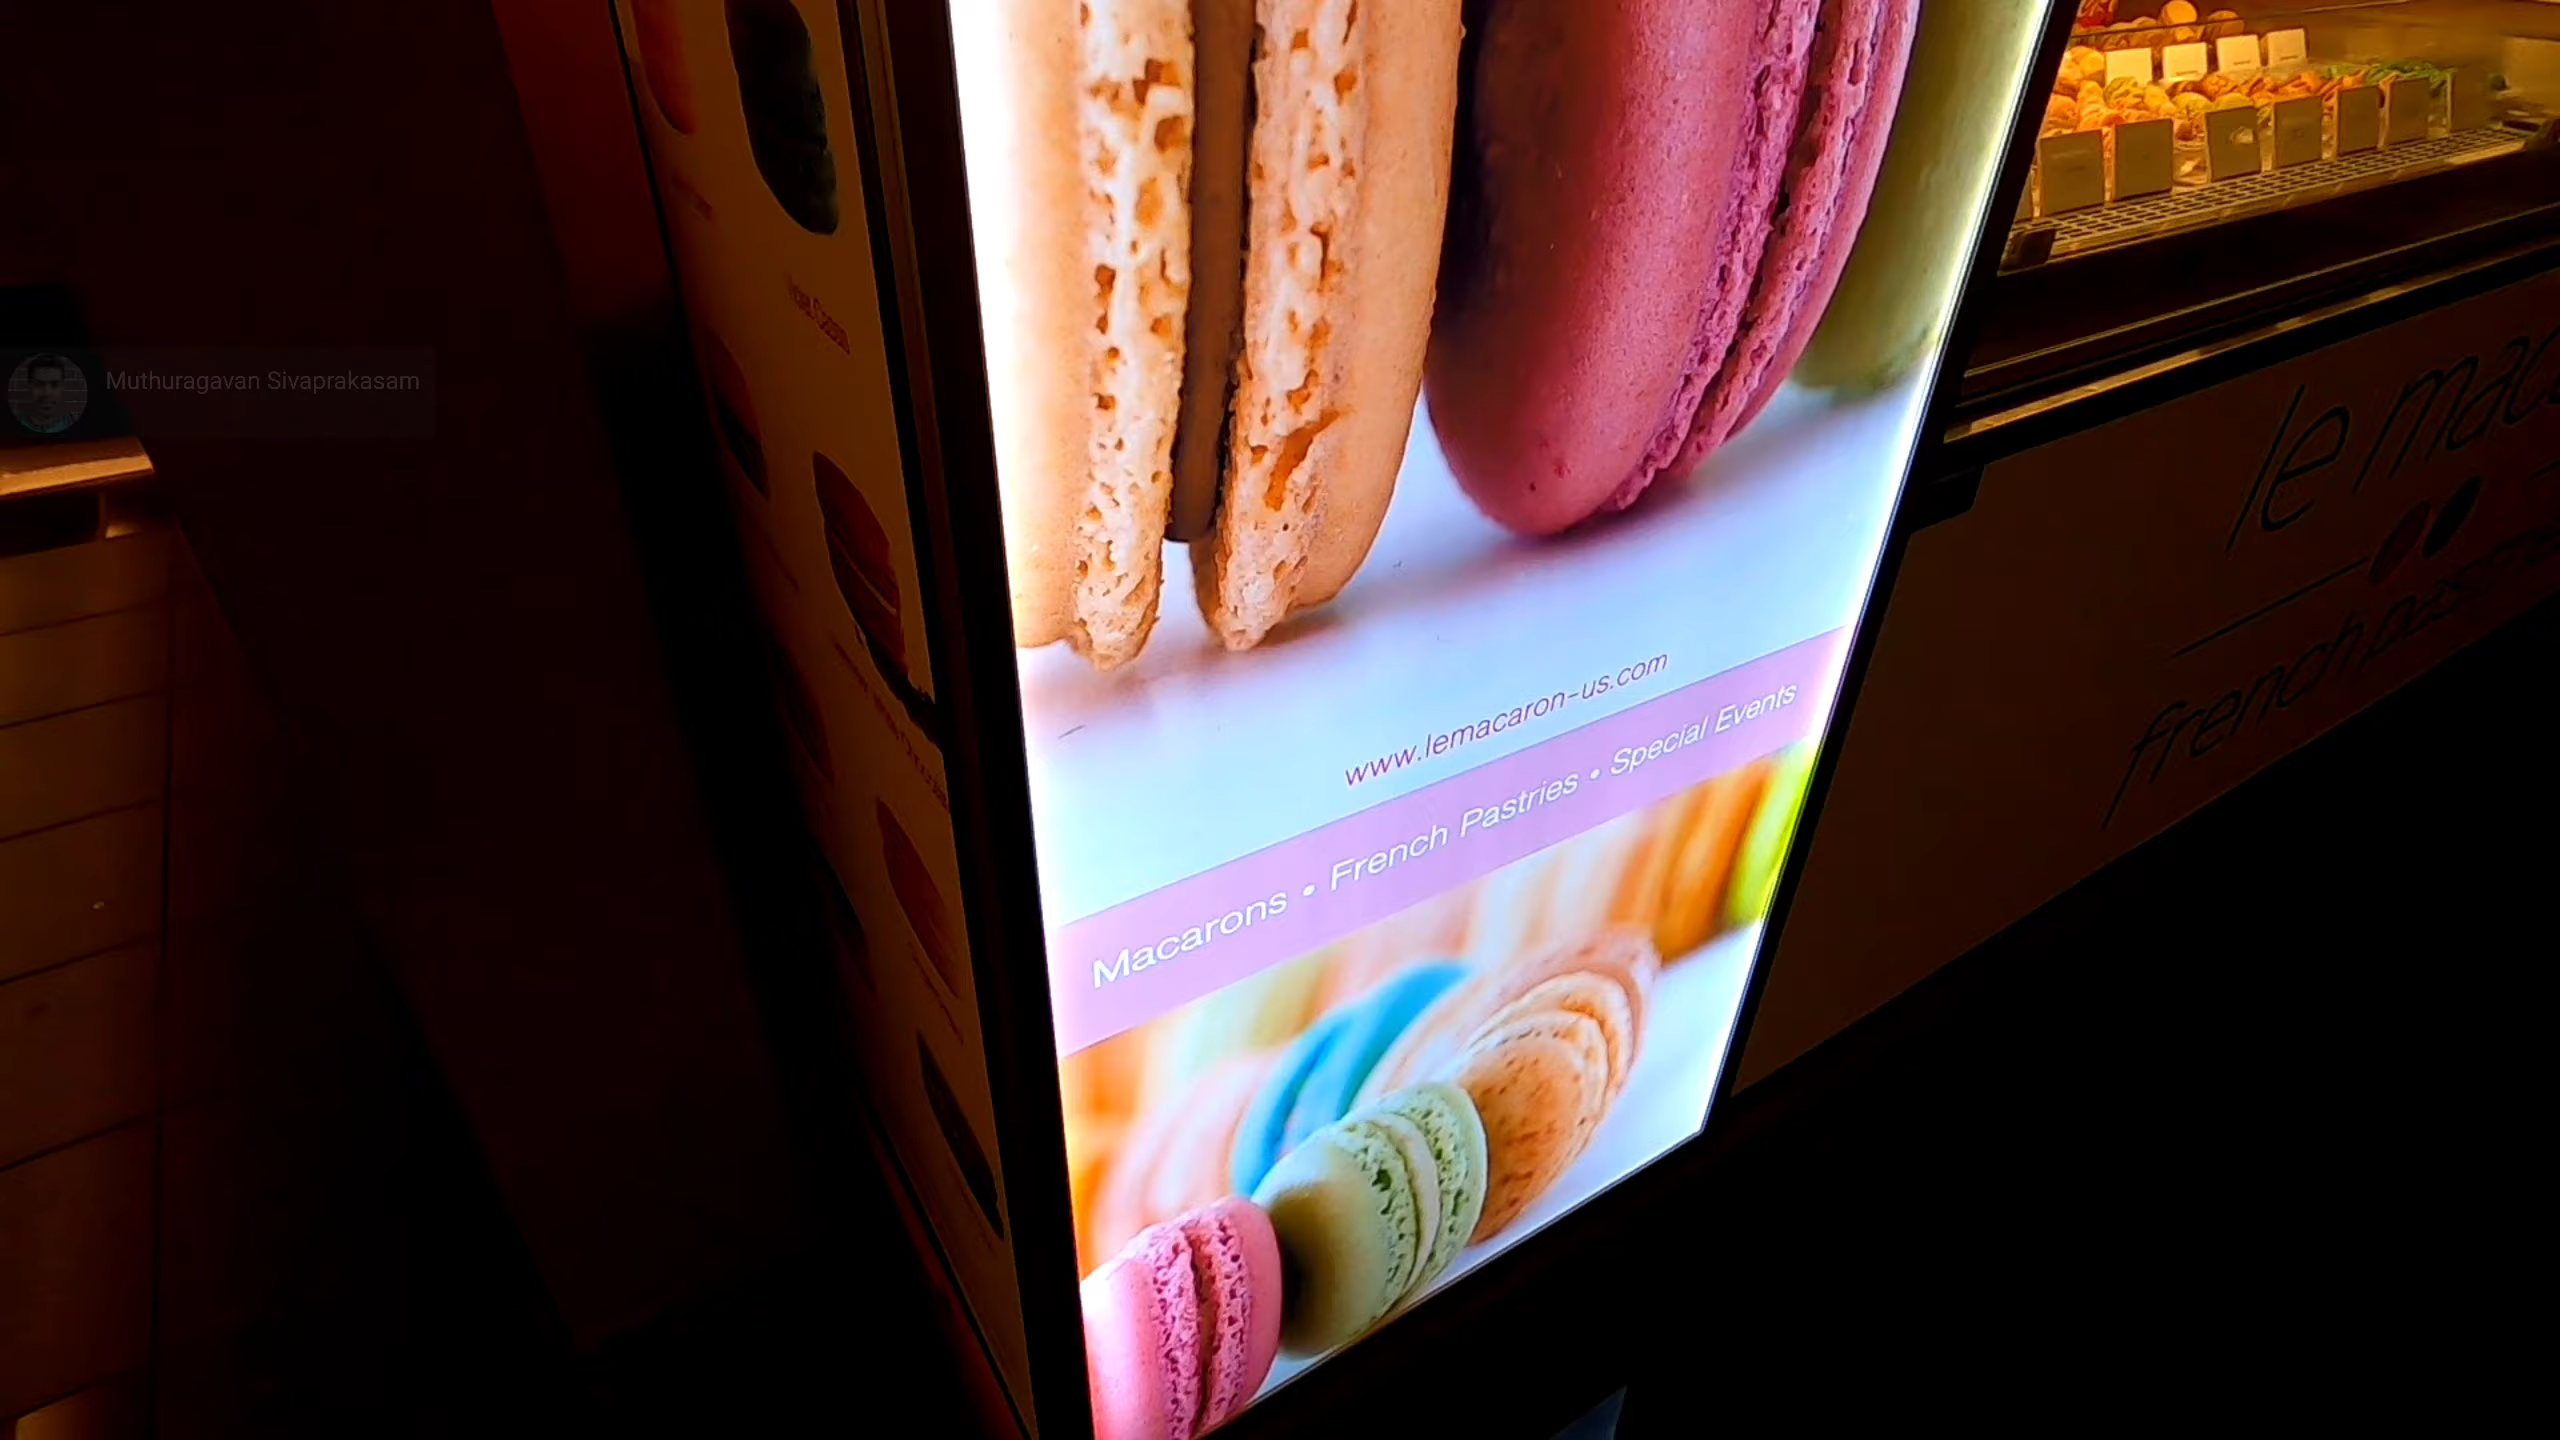 Muthuragavan Sivaprakasam
www.lemacaron-us.com
Macarons • French Pastries • Special Events
le mac
french